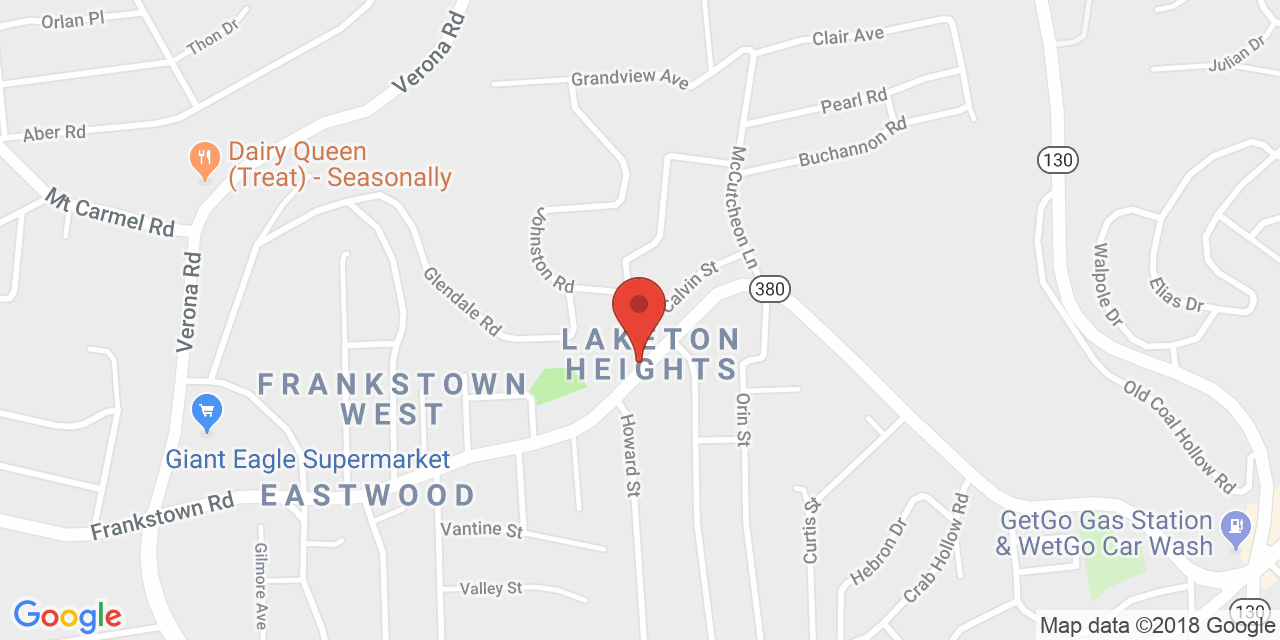 Orlan Pl
Thon Dr
Verona Rd
Clair Ave
Julian Dr
Grandview Ave
Pearl Rd
Aber Rd
Buchannon Rd
Dairy Queen
(Treat) - Seasonally
130
McCutcheon Ln
Mt Carmel Rd
Johnston Rd
Verona Rd
Glendale Rd
Calvin St
380
Walpole Dr
Elias Dr
LAKETON
HEIGHTS
FRANKSTOWN
WEST
Orin St
Old Coal Hollow Rd
Howard St
Giant Eagle Supermarket
EASTWOOD
Frankstown Rd
Vantine St
Curtis St
Hebron Dr
Crab Hollow Rd
GetGo Gas Station
& WetGo Car Wash
Gilmore Ave
Valley St
130
Google
Map data ©2018 Google